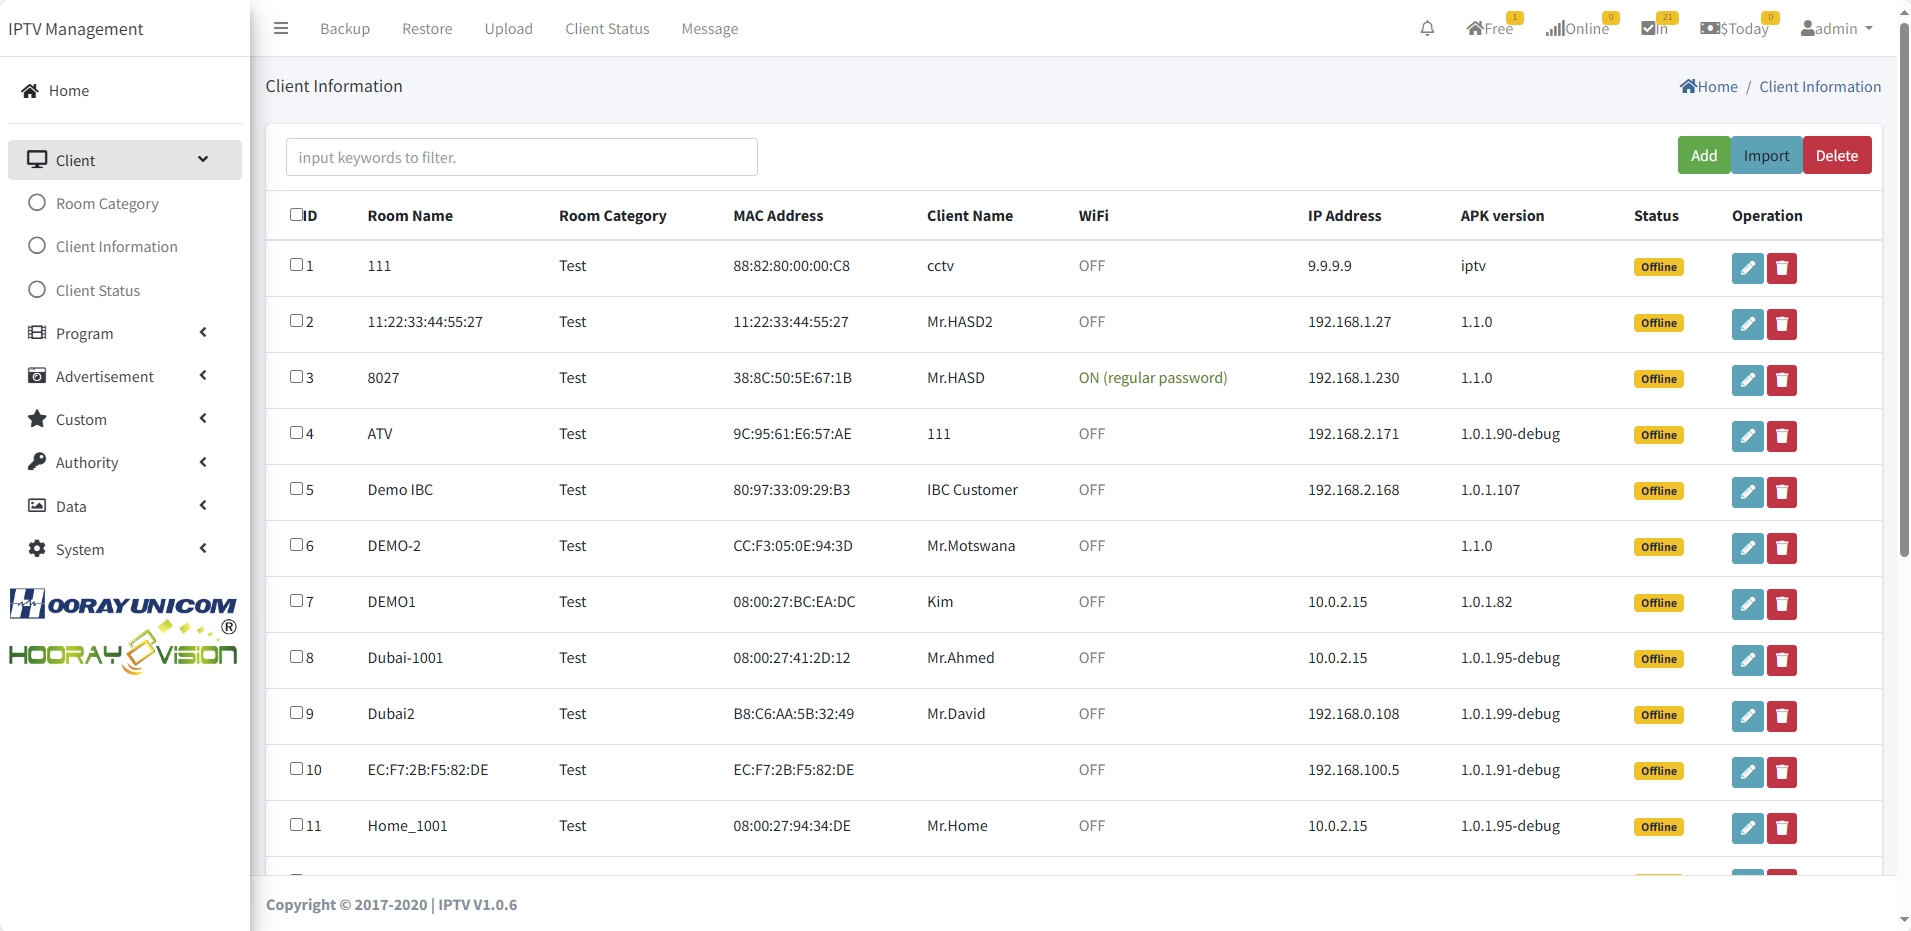 IPTV Management
Backup Restore Upload Client Status Message
Free 1 Online 0 In 21 $Today 0 admin
Home
Client
Room Category
Client Information
Client Status
Program
Advertisement
Custom
Authority
Data
System
HOORAYUNICOM
HOORAY VISION ®
Client Information
Home / Client Information
input keywords to filter.
Add Import Delete
ID Room Name Room Category MAC Address Client Name WiFi IP Address APK version Status Operation
1 111 Test 88:82:80:00:00:C8 cctv OFF 9.9.9.9 iptv Offline
2 11:22:33:44:55:27 Test 11:22:33:44:55:27 Mr.HASD2 OFF 192.168.1.27 1.1.0 Offline
3 8027 Test 38:8C:50:5E:67:1B Mr.HASD ON (regular password) 192.168.1.230 1.1.0 Offline
4 ATV Test 9C:95:61:E6:57:AE 111 OFF 192.168.2.171 1.0.1.90-debug Offline
5 Demo IBC Test 80:97:33:09:29:B3 IBC Customer OFF 192.168.2.168 1.0.1.107 Offline
6 DEMO-2 Test CC:F3:05:0E:94:3D Mr.Motswana OFF 1.1.0 Offline
7 DEMO1 Test 08:00:27:BC:EA:DC Kim OFF 10.0.2.15 1.0.1.82 Offline
8 Dubai-1001 Test 08:00:27:41:2D:12 Mr.Ahmed OFF 10.0.2.15 1.0.1.95-debug Offline
9 Dubai2 Test B8:C6:AA:5B:32:49 Mr.David OFF 192.168.0.108 1.0.1.99-debug Offline
10 EC:F7:2B:F5:82:DE Test EC:F7:2B:F5:82:DE OFF 192.168.100.5 1.0.1.91-debug Offline
11 Home_1001 Test 08:00:27:94:34:DE Mr.Home OFF 10.0.2.15 1.0.1.95-debug Offline
Copyright © 2017-2020 | IPTV V1.0.6